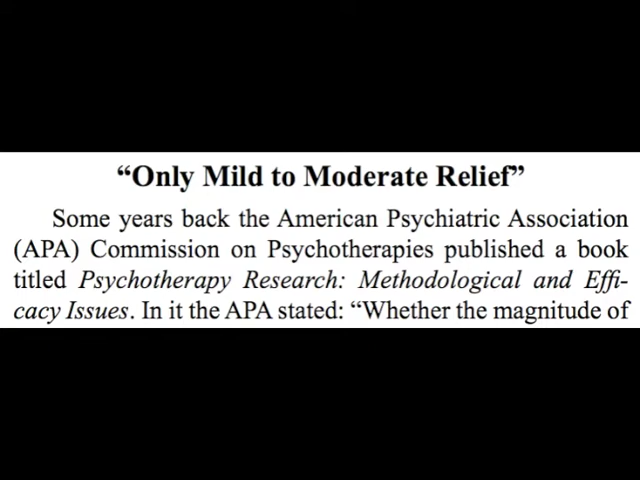 “Only Mild to Moderate Relief”
Some years back the American Psychiatric Association
(APA) Commission on Psychotherapies published a book
titled Psychotherapy Research: Methodological and Effi-
cacy Issues. In it the APA stated: “Whether the magnitude of